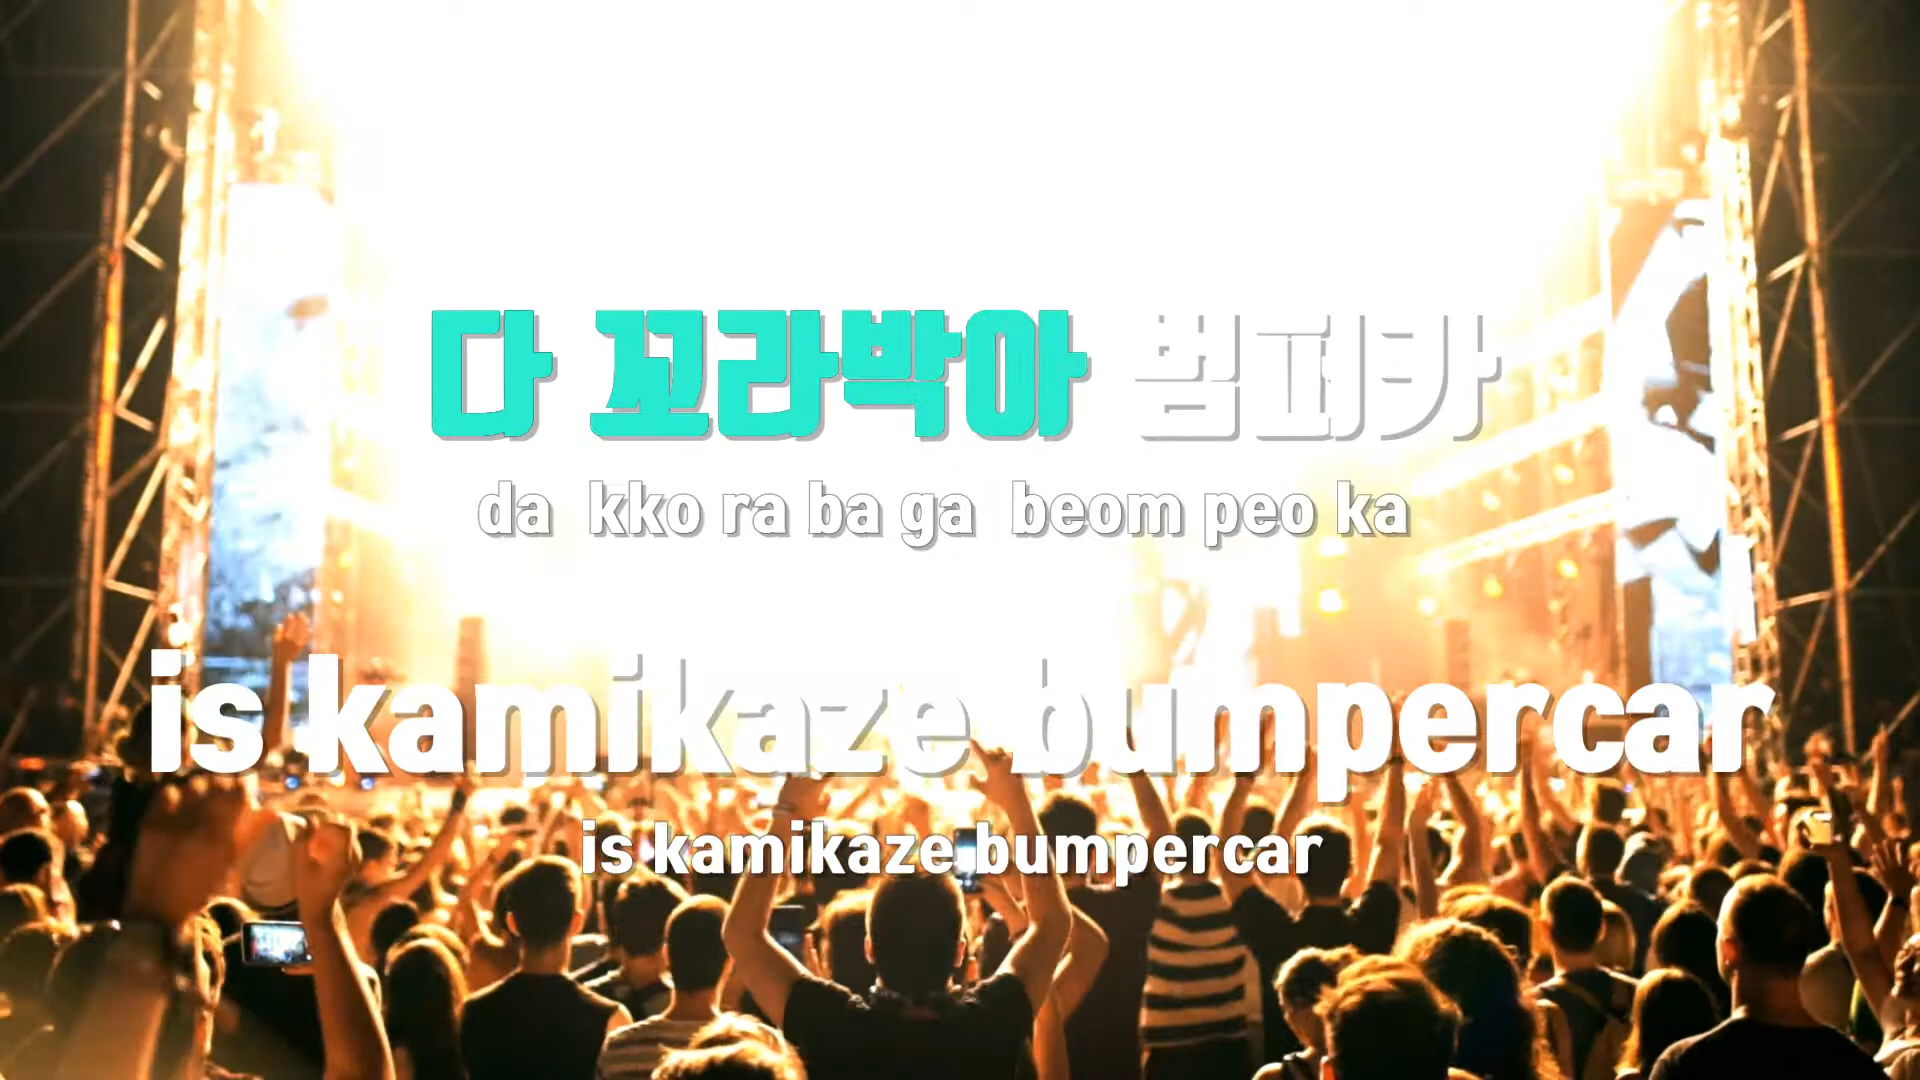 다 꼬라박아 범퍼카
da kko ra ba ga beom peo ka
is kamikaze bumpercar
is kamikaze bumpercar